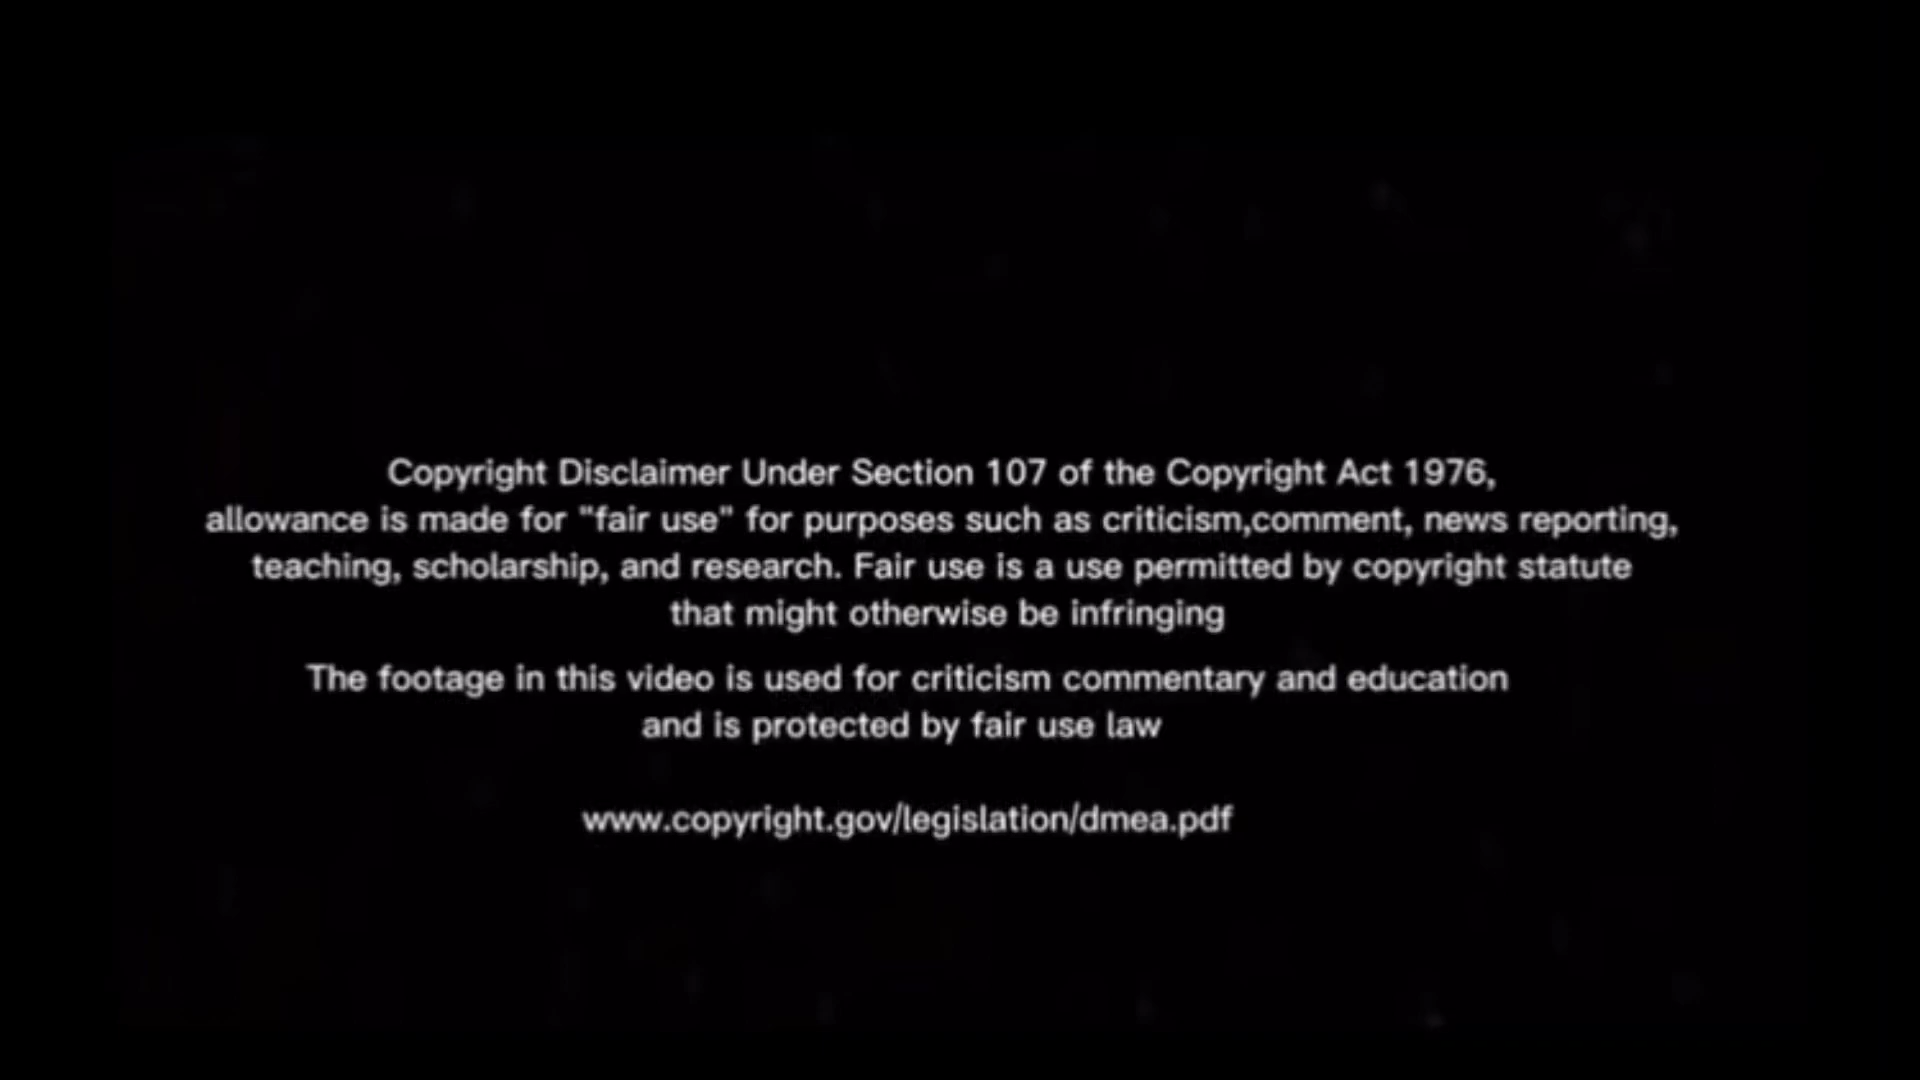 Copyright Disclaimer Under Section 107 of the Copyright Act 1976,
allowance is made for "fair use" for purposes such as criticism,comment, news reporting,
teaching, scholarship, and research. Fair use is a use permitted by copyright statute
that might otherwise be infringing
The footage in this video is used for criticism commentary and education
and is protected by fair use law
www.copyright.gov/legislation/dmea.pdf